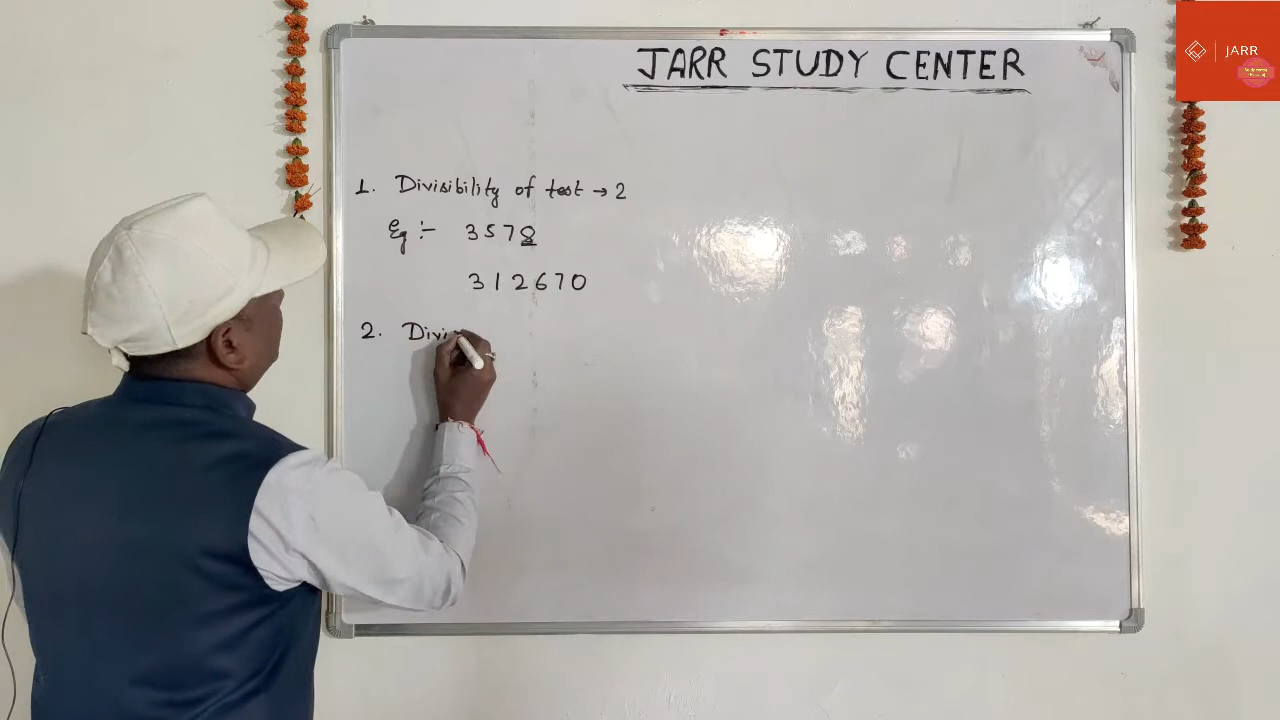 JARR STUDY CENTER
JARR
1. Divisibility of test → 2
Eg :- 3578
312670
2. Divi